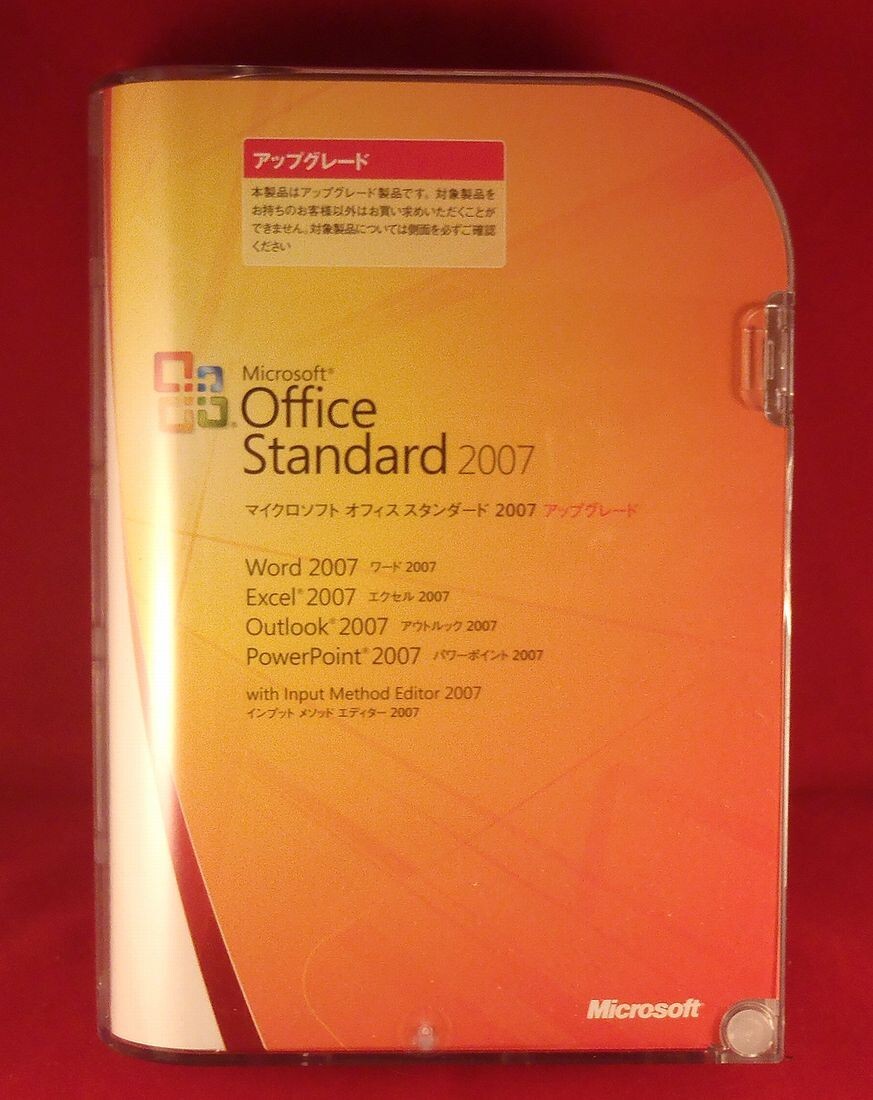 アップグレード
本製品はアップグレード製品です。対象製品を
お持ちのお客様以外はお買い求めいただくことが
できません。対象製品については側面を必ずご確認
ください
Microsoft®
Office
Standard 2007
マイクロソフト オフィス スタンダード 2007 アップグレード
Word 2007 ワード 2007
Excel® 2007 エクセル 2007
Outlook® 2007 アウトルック 2007
PowerPoint® 2007 パワーポイント 2007
with Input Method Editor 2007
インプット メソッド エディター 2007
Microsoft